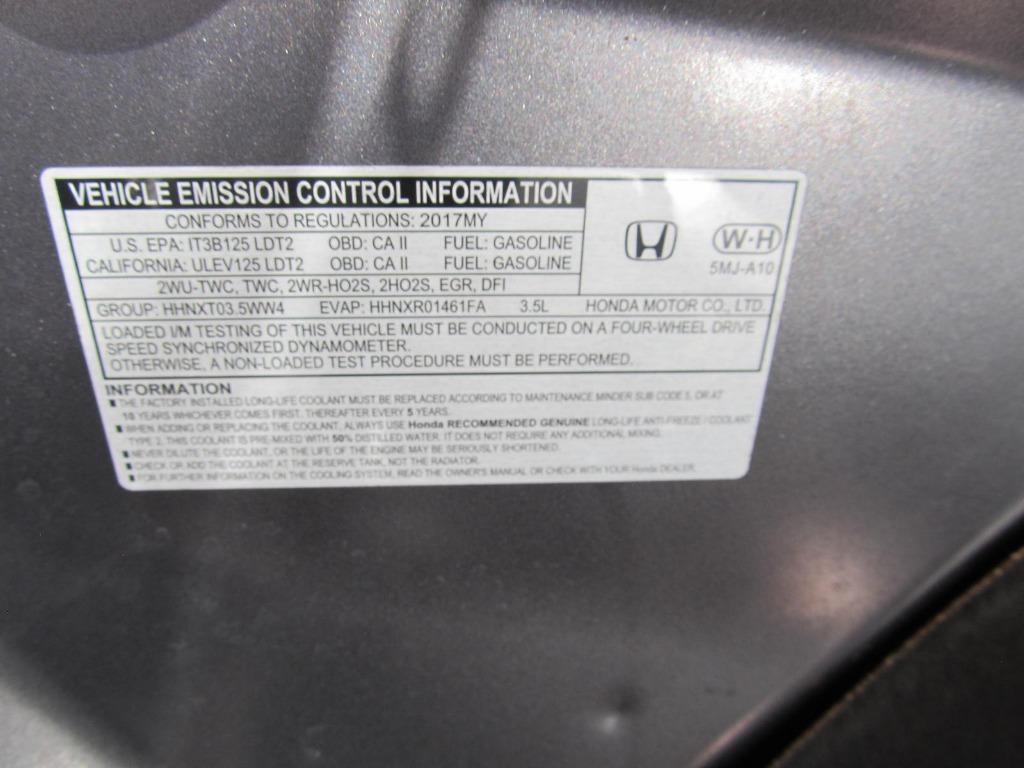 VEHICLE EMISSION CONTROL INFORMATION
CONFORMS TO REGULATIONS: 2017MY
U.S. EPA: IT3B125 LDT2 OBD: CA II FUEL: GASOLINE
CALIFORNIA: ULEV125 LDT2 OBD: CA II FUEL: GASOLINE
2WU-TWC, TWC, 2WR-HO2S, 2HO2S, EGR, DFI
W·H
5MJ-A10
GROUP: HHNXT03.5WW4 EVAP: HHNXR01461FA 3.5L HONDA MOTOR CO., LTD.
LOADED I/M TESTING OF THIS VEHICLE MUST BE CONDUCTED ON A FOUR-WHEEL DRIVE
SPEED SYNCHRONIZED DYNAMOMETER.
OTHERWISE, A NON-LOADED TEST PROCEDURE MUST BE PERFORMED.
INFORMATION
■ THE FACTORY INSTALLED LONG-LIFE COOLANT MUST BE REPLACED ACCORDING TO MAINTENANCE MINDER SUB CODE 5, OR AT
10 YEARS WHICHEVER COMES FIRST. THEREAFTER EVERY 5 YEARS.
■ WHEN ADDING OR REPLACING THE COOLANT, ALWAYS USE Honda RECOMMENDED GENUINE LONG-LIFE ANTI-FREEZE / COOLANT
TYPE 2. THIS COOLANT IS PRE-MIXED WITH 50% DISTILLED WATER. IT DOES NOT REQUIRE ANY ADDITIONAL MIXING.
■ NEVER DILUTE THE COOLANT, OR THE LIFE OF THE ENGINE MAY BE SERIOUSLY SHORTENED.
■ CHECK OR ADD THE COOLANT AT THE RESERVE TANK, NOT THE RADIATOR.
■ FOR FURTHER INFORMATION ON THE COOLING SYSTEM, READ THE OWNER'S MANUAL OR CHECK WITH YOUR Honda DEALER.